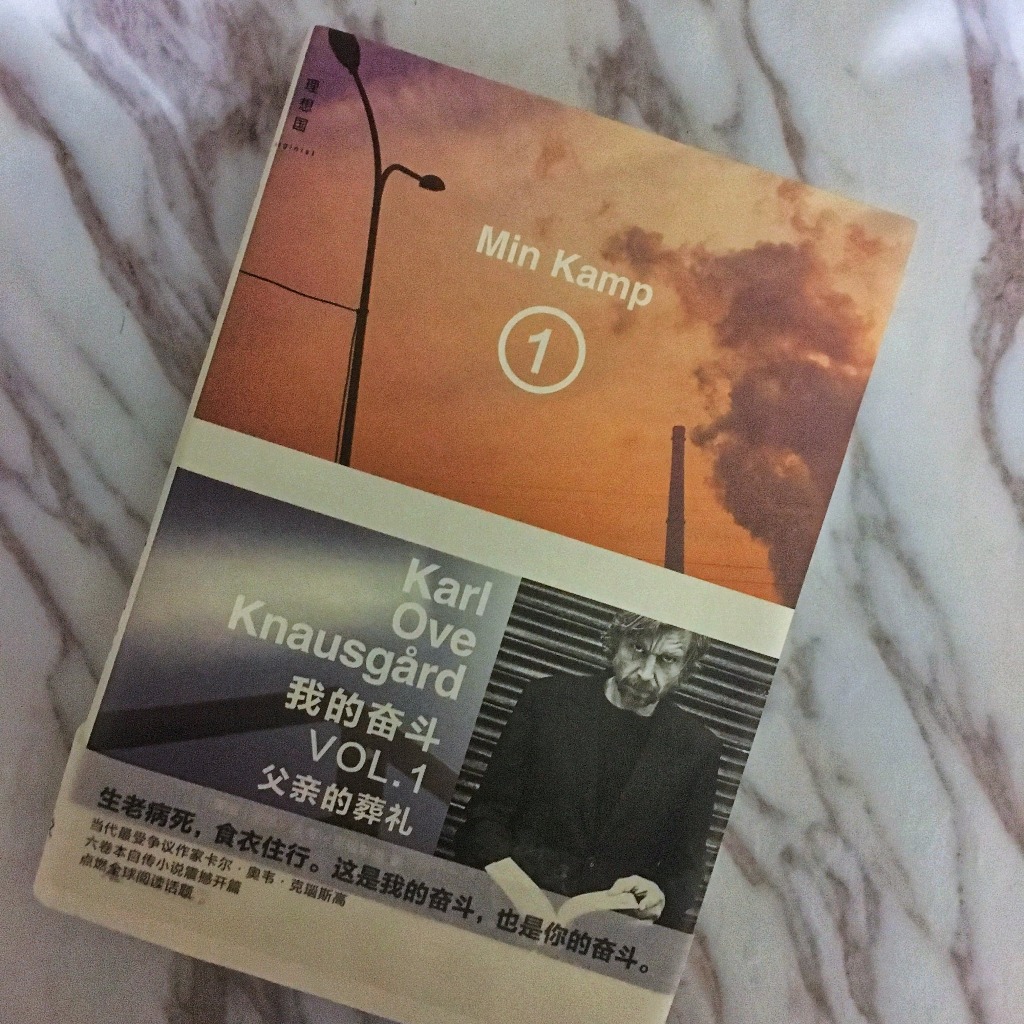 理想国
Min Kamp
1
Karl
Ove
Knausgård
我的奋斗
VOL. 1
父亲的葬礼
生老病死，食衣住行。这是我的奋斗，也是你的奋斗。
当代最受争议作家卡尔·奥韦·克瑙斯高
六卷本自传小说震撼开篇
点燃全球阅读话题